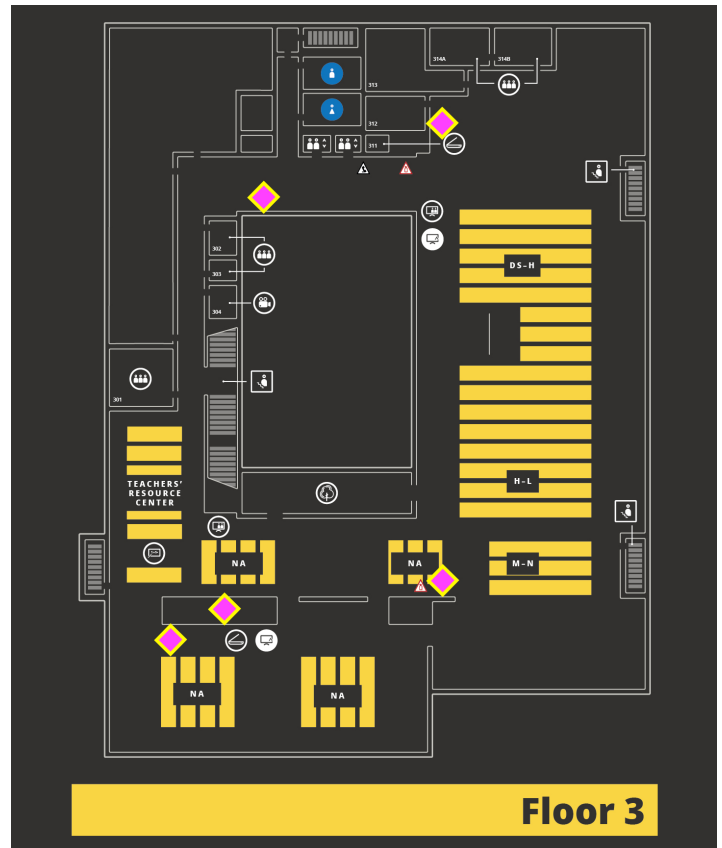 314A
314B
313
312
311
302
303
304
DS–H
301
TEACHERS'
RESOURCE
CENTER
H–L
NA
NA
M–N
NA
NA
Floor 3